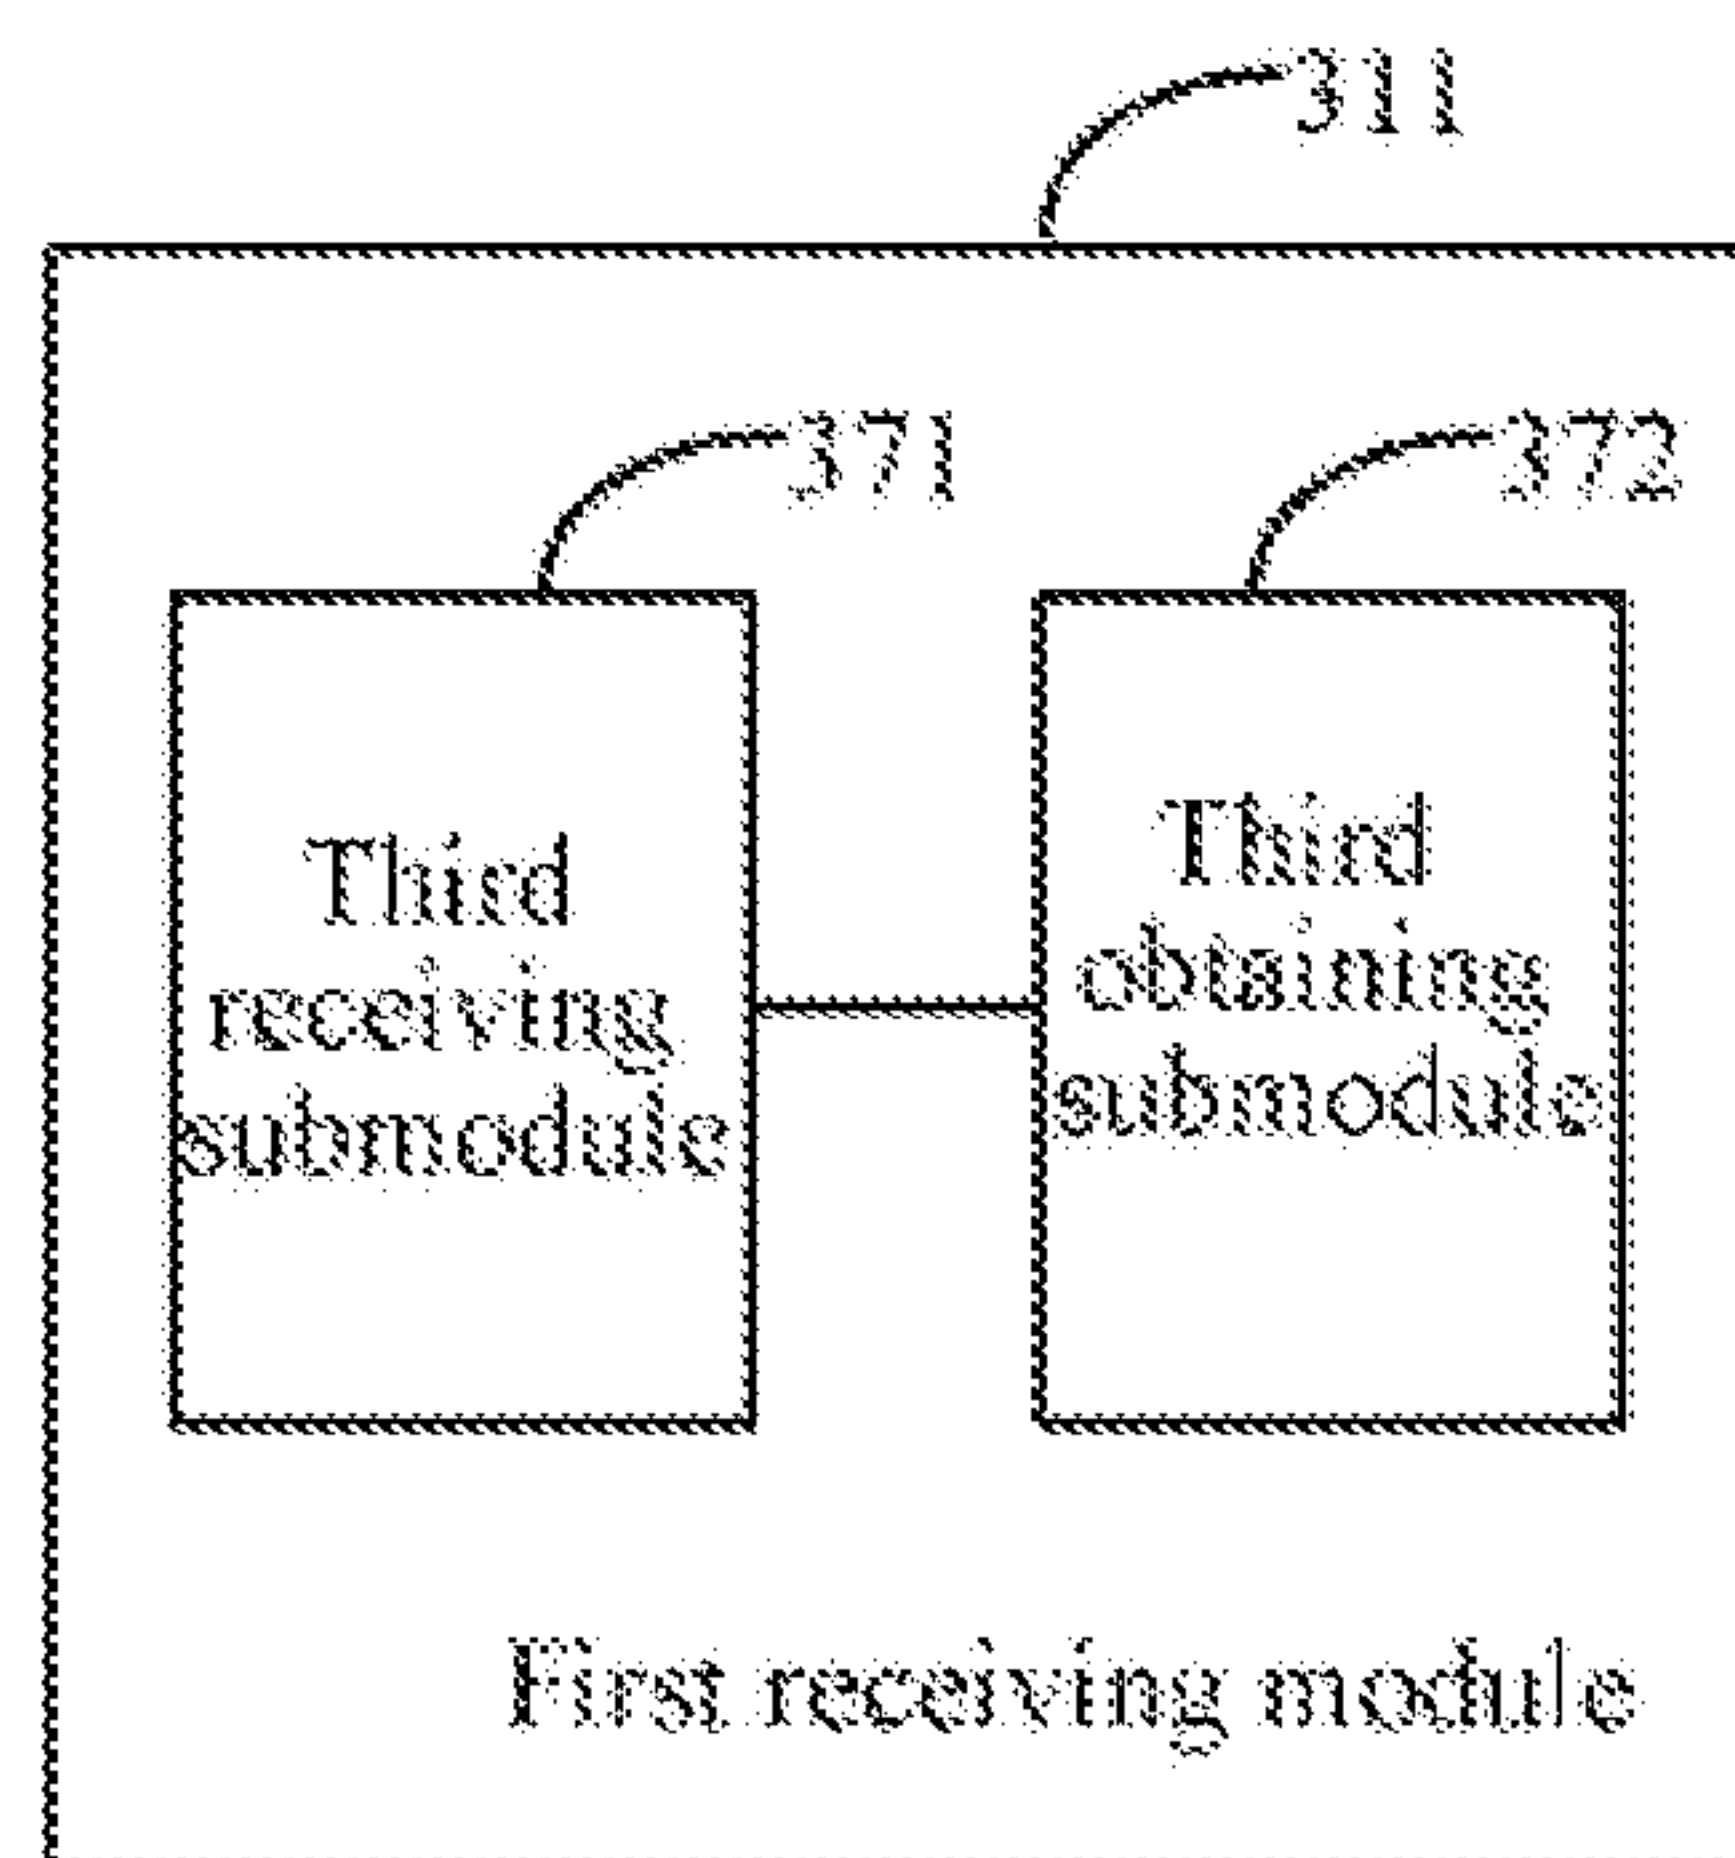 311
371
372
Third
receiving
submodule
Third
obtaining
submodule
First receiving module